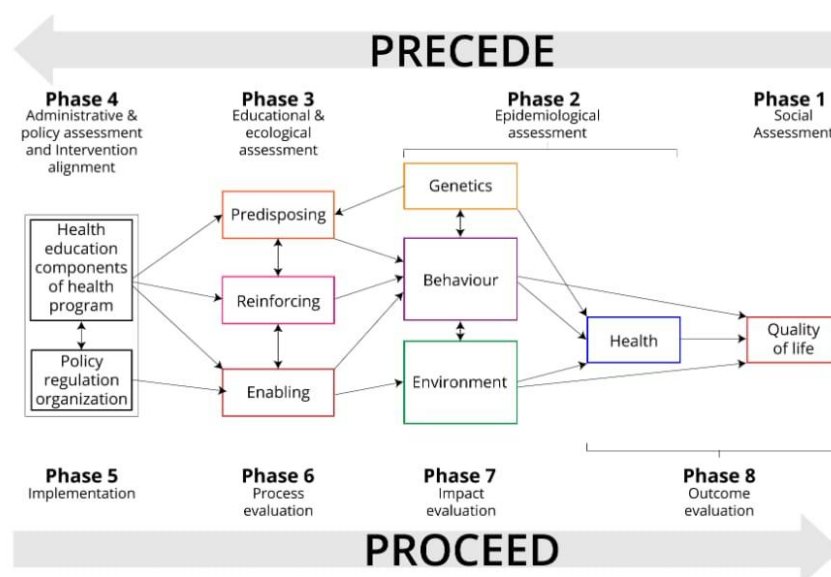 PRECEDE
Phase 4
Administrative &
policy assessment
and Intervention
alignment
Phase 3
Educational &
ecological
assessment
Phase 2
Epidemiological
assessment
Phase 1
Social
Assessment
Health
education
components
of health
program
Policy
regulation
organization
Predisposing
Reinforcing
Enabling
Genetics
Behaviour
Environment
Health
Quality
of life
Phase 5
Implementation
Phase 6
Process
evaluation
Phase 7
Impact
evaluation
Phase 8
Outcome
evaluation
PROCEED